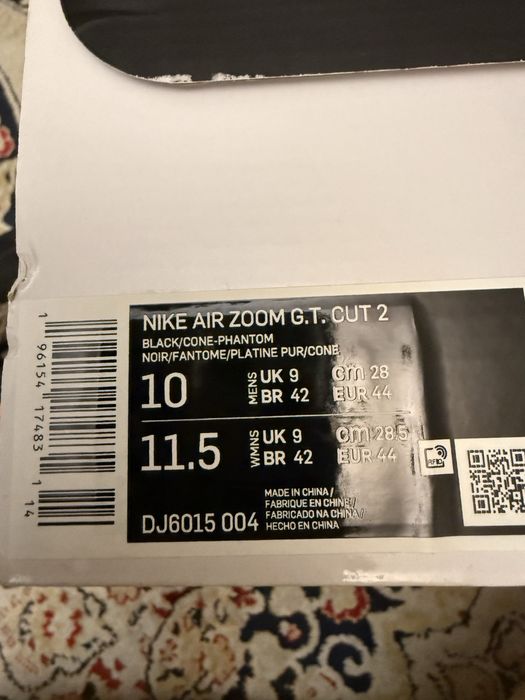 NIKE AIR ZOOM G.T. CUT 2
BLACK/CONE-PHANTOM
NOIR/FANTOME/PLATINE PUR/CONE
10 MENS UK 9 cm 28
BR 42 EUR 44
11.5 WMNS UK 9 cm 28.5
BR 42 EUR 44
RFID
MADE IN CHINA/
FABRIQUE EN CHINE/
FABRICADO NA CHINA/
HECHO EN CHINA
DJ6015 004
1 96154 17483 1 14